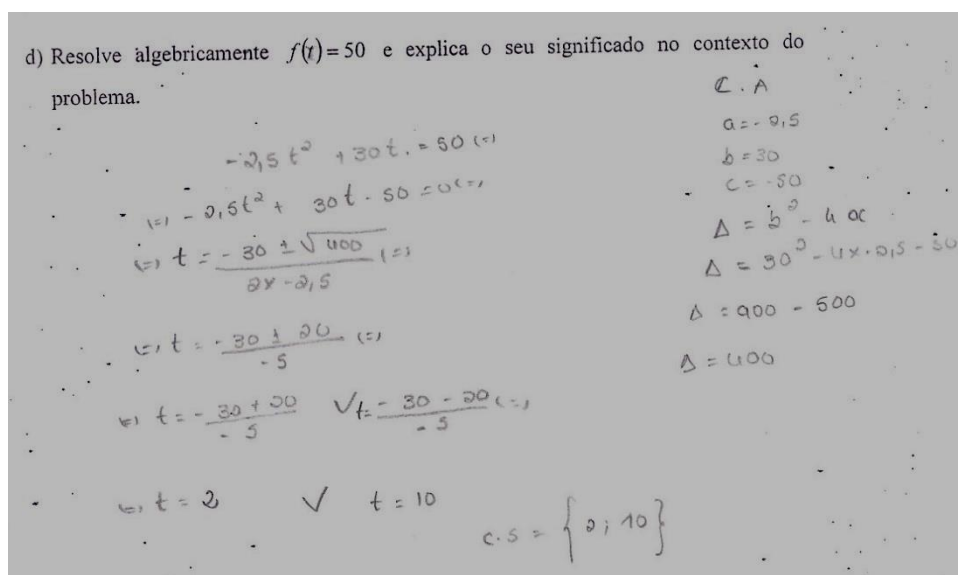 d) Resolve algebricamente f(t)=50 e explica o seu significado no contexto do
problema.
C.A
a=-2,5
b=30
c=-50
Δ=b²-4ac
Δ=30²-4x-2,5-50
Δ=900-500
Δ=400
-2,5t²+30t.=50(=)
(=)-2,5t²+30t-50=0(=)
(=) t=-30±√400/2x-2,5 (=)
(=) t=-30±20/-5 (=)
(=) t=-30+20/-5 V t=-30-20/-5 (=)
(=) t=2 V t=10
C.S={2;10}